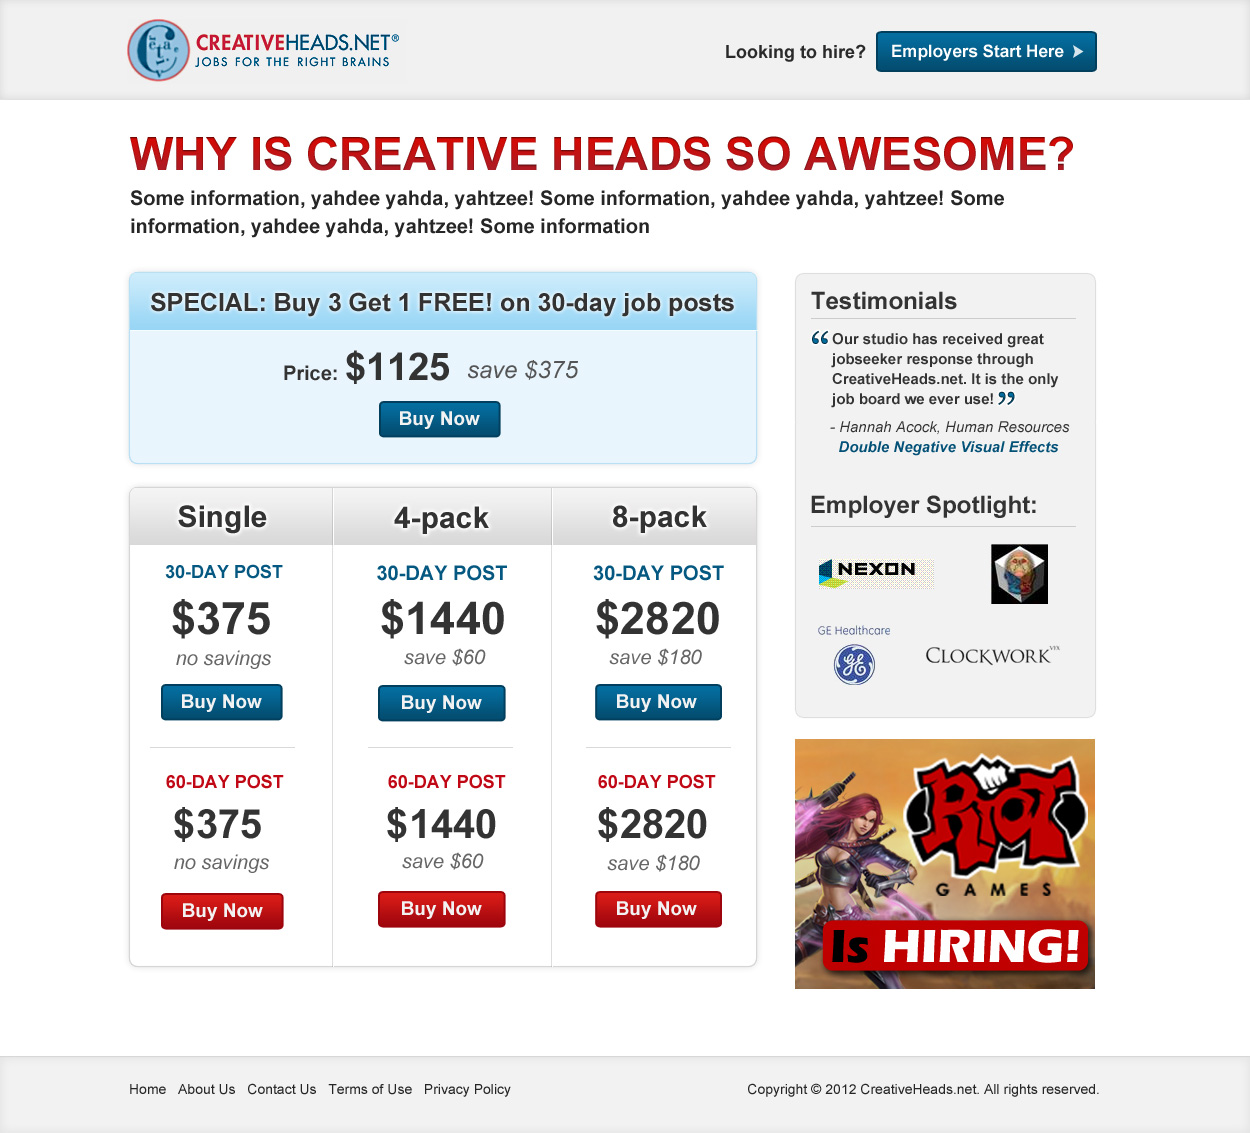 CREATIVEHEADS.NET®
JOBS FOR THE RIGHT BRAINS
Looking to hire?
Employers Start Here
WHY IS CREATIVE HEADS SO AWESOME?
Some information, yahdee yahda, yahtzee! Some information, yahdee yahda, yahtzee! Some
information, yahdee yahda, yahtzee! Some information
SPECIAL: Buy 3 Get 1 FREE! on 30-day job posts
Price: $1125 save $375
Buy Now
Single
30-DAY POST
$375
no savings
Buy Now
60-DAY POST
$375
no savings
Buy Now
4-pack
30-DAY POST
$1440
save $60
Buy Now
60-DAY POST
$1440
save $60
Buy Now
8-pack
30-DAY POST
$2820
save $180
Buy Now
60-DAY POST
$2820
save $180
Buy Now
Testimonials
“ Our studio has received great
jobseeker response through
CreativeHeads.net. It is the only
job board we ever use! ”
- Hannah Acock, Human Resources
Double Negative Visual Effects
Employer Spotlight:
NEXON
GE Healthcare
GE
CLOCKWORK VFX
RIOT
GAMES
Is HIRING!
Home About Us Contact Us Terms of Use Privacy Policy
Copyright © 2012 CreativeHeads.net. All rights reserved.